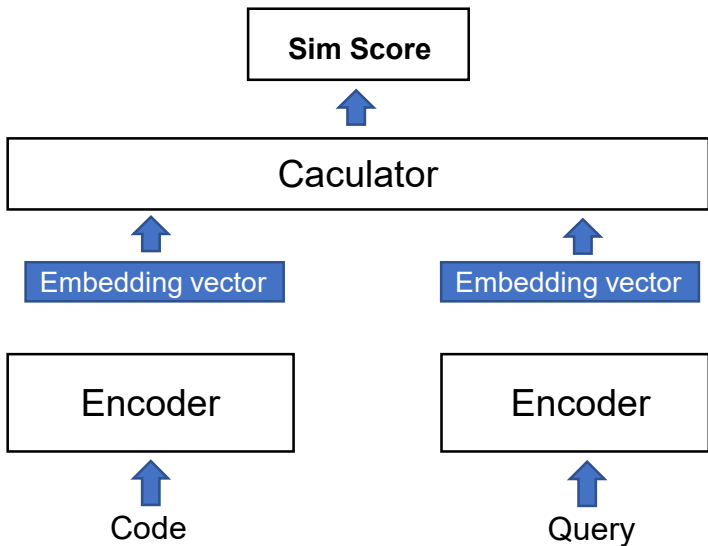 Sim Score
Caculator
Embedding vector
Embedding vector
Encoder
Encoder
Code
Query